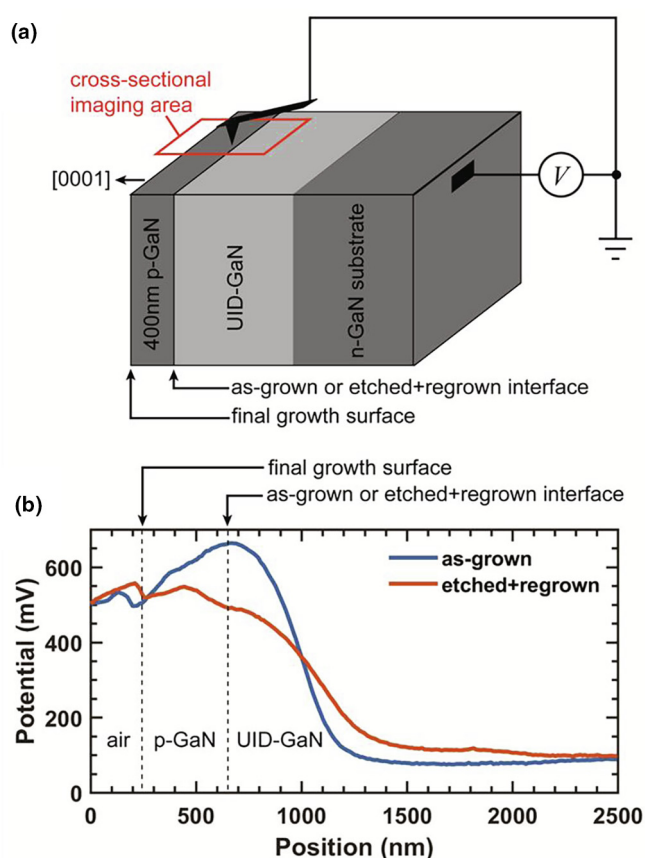 (a)
cross-sectional
imaging area
[0001]
400nm p-GaN
UID-GaN
n-GaN substrate
V
as-grown or etched+regrown interface
final growth surface
final growth surface
as-grown or etched+regrown interface
(b)
as-grown
etched+regrown
Potential (mV)
600
400
200
0
air
p-GaN
UID-GaN
0
500
1000
1500
2000
2500
Position (nm)